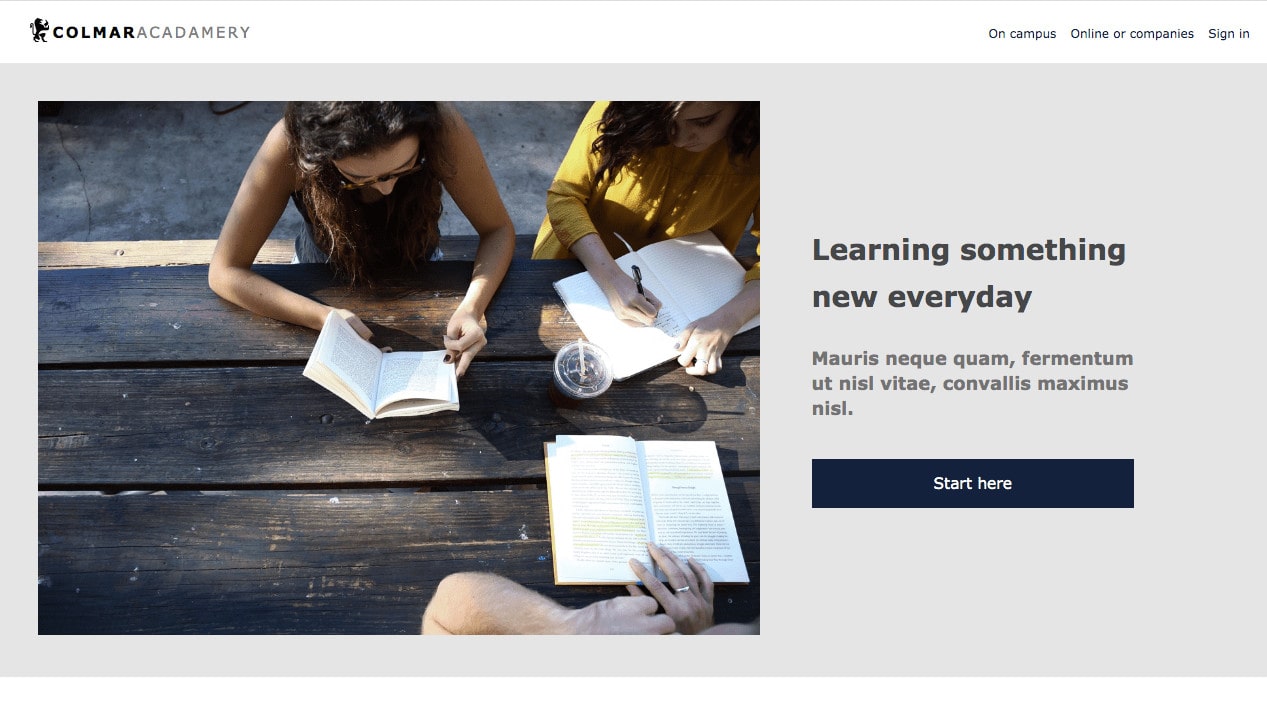 COLMARACADAMERY
On campus Online or companies Sign in
Learning something
new everyday
Mauris neque quam, fermentum
ut nisl vitae, convallis maximus
nisl.
Start here